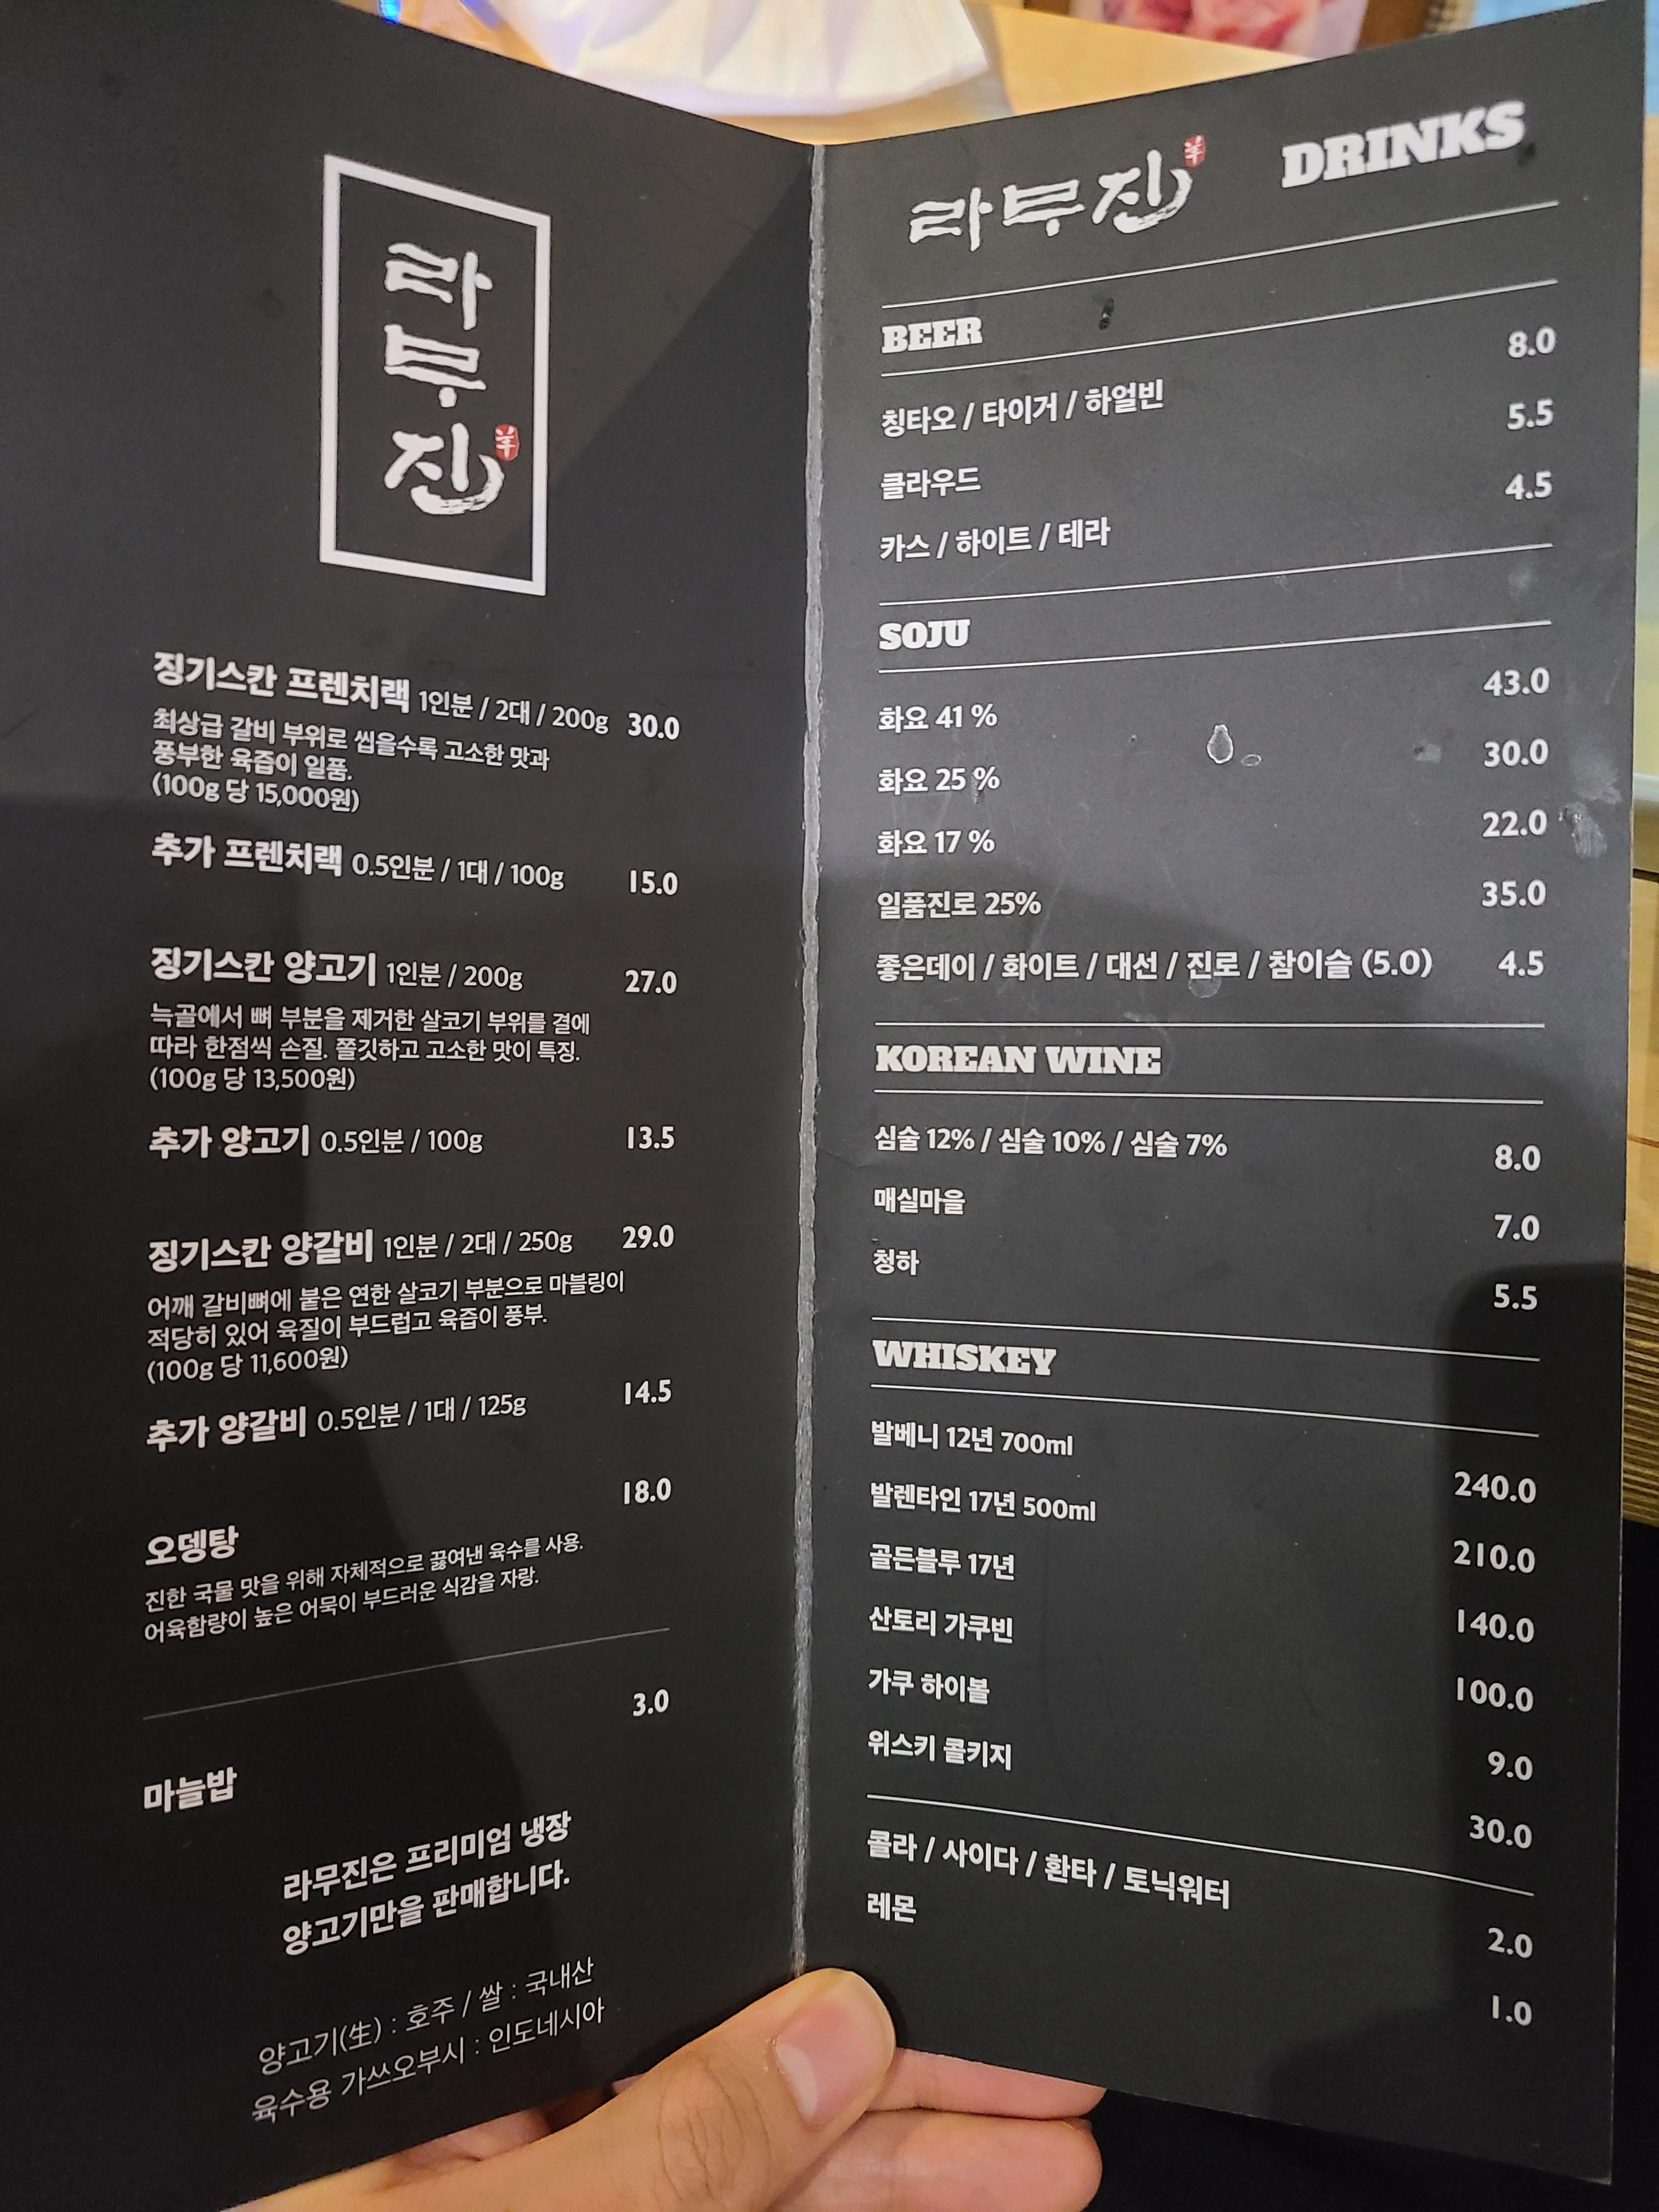 라
무
진
羊
징기스칸 프렌치랙 1인분 / 2대 / 200g 30.0
최상급 갈비 부위로 씹을수록 고소한 맛과
풍부한 육즙이 일품.
(100g 당 15,000원)
추가 프렌치랙 0.5인분 / 1대 / 100g 15.0
징기스칸 양고기 1인분 / 200g 27.0
늑골에서 뼈 부분을 제거한 살코기 부위를 결에
따라 한점씩 손질. 쫄깃하고 고소한 맛이 특징.
(100g 당 13,500원)
추가 양고기 0.5인분 / 100g 13.5
징기스칸 양갈비 1인분 / 2대 / 250g 29.0
어깨 갈비뼈에 붙은 연한 살코기 부분으로 마블링이
적당히 있어 육질이 부드럽고 육즙이 풍부.
(100g 당 11,600원)
추가 양갈비 0.5인분 / 1대 / 125g 14.5
오뎅탕 18.0
진한 국물 맛을 위해 자체적으로 끓여낸 육수를 사용.
어육함량이 높은 어묵이 부드러운 식감을 자랑.
마늘밥 3.0
라무진은 프리미엄 냉장
양고기만을 판매합니다.
양고기(生) : 호주 / 쌀 : 국내산
육수용 가쓰오부시 : 인도네시아
라무진 羊 DRINKS
BEER
칭타오 / 타이거 / 하얼빈 8.0
클라우드 5.5
카스 / 하이트 / 테라 4.5
SOJU
화요 41 % 43.0
화요 25 % 30.0
화요 17 % 22.0
일품진로 25% 35.0
좋은데이 / 화이트 / 대선 / 진로 / 참이슬 (5.0) 4.5
KOREAN WINE
심술 12% / 심술 10% / 심술 7% 8.0
매실마을 7.0
청하 5.5
WHISKEY
발베니 12년 700ml 240.0
발렌타인 17년 500ml 210.0
골든블루 17년 140.0
산토리 가쿠빈 100.0
가쿠 하이볼 9.0
위스키 콜키지 30.0
콜라 / 사이다 / 환타 / 토닉워터 2.0
레몬 1.0